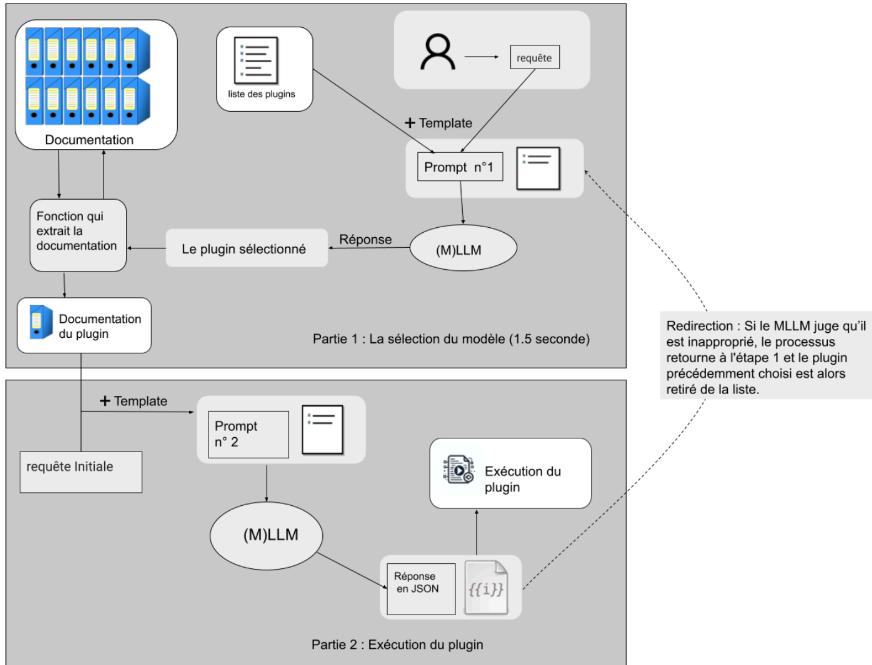 requête
liste des plugins
Documentation
+ Template
Prompt n°1
Fonction qui
extrait la
documentation
Le plugin sélectionné
Réponse
(M)LLM
Documentation
du plugin
Partie 1 : La sélection du modèle (1.5 seconde)
Redirection : Si le MLLM juge qu'il
est inapproprié, le processus
retourne à l'étape 1 et le plugin
précédemment choisi est alors
retiré de la liste.
+ Template
Prompt
n° 2
requête Initiale
Exécution du
plugin
(M)LLM
Réponse
en JSON
{{i}}
Partie 2 : Exécution du plugin